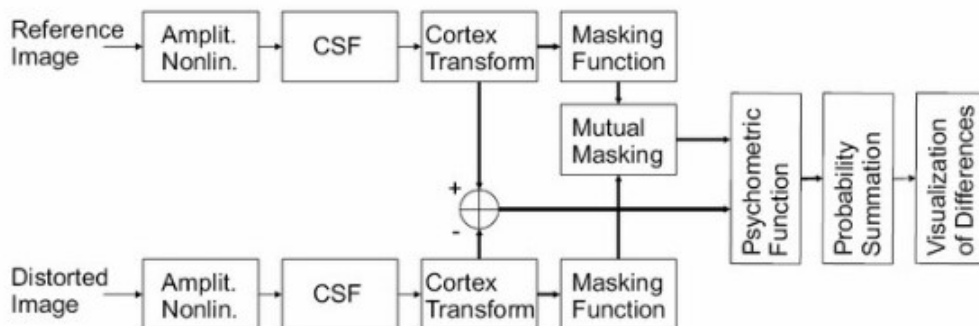 Reference
Image
Amplit.
Nonlin.
CSF
Cortex
Transform
Masking
Function
Mutual
Masking
+
-
Psychometric
Function
Probability
Summation
Visualization
of Differences
Distorted
Image
Amplit.
Nonlin.
CSF
Cortex
Transform
Masking
Function